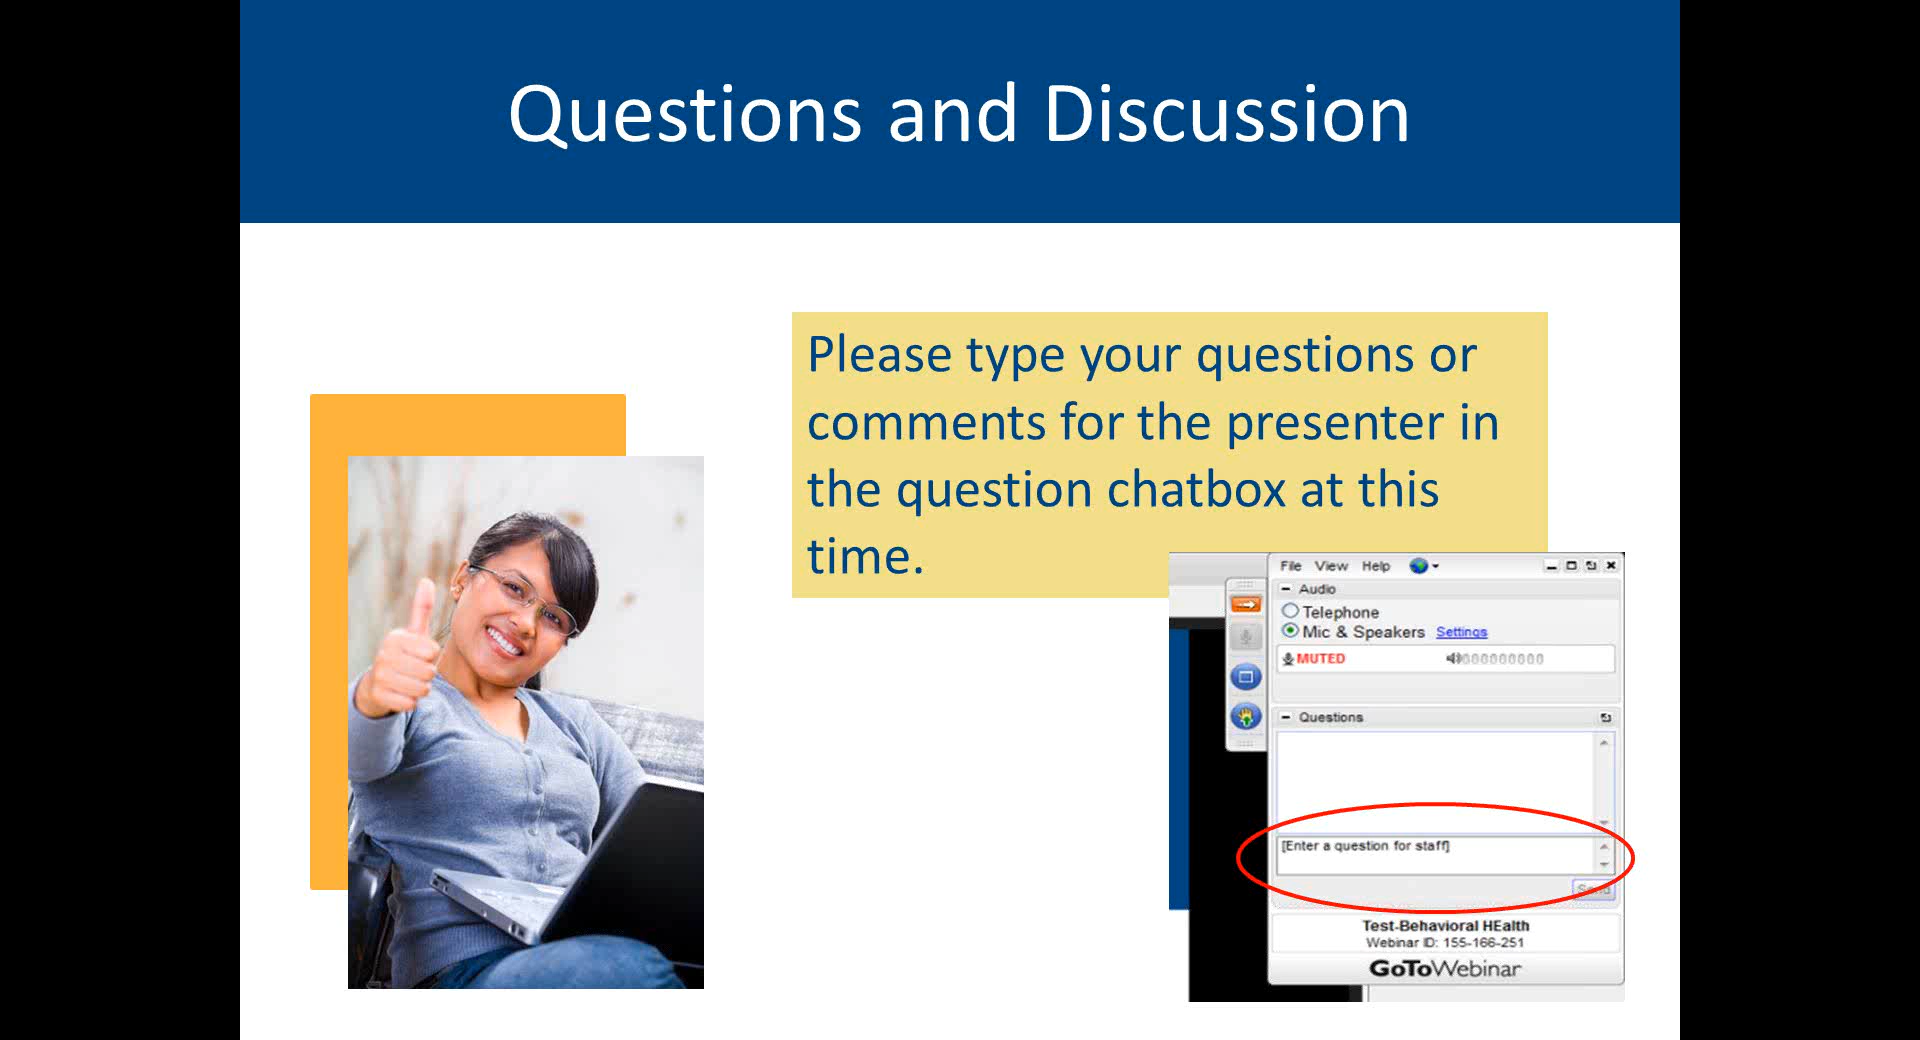 Questions and Discussion
Please type your questions or
comments for the presenter in
the question chatbox at this
time.
File View Help
Audio
Telephone
Mic & Speakers Settings
MUTED
Questions
[Enter a question for staff]
Send
Test-Behavioral HEalth
Webinar ID: 155-166-251
GoToWebinar